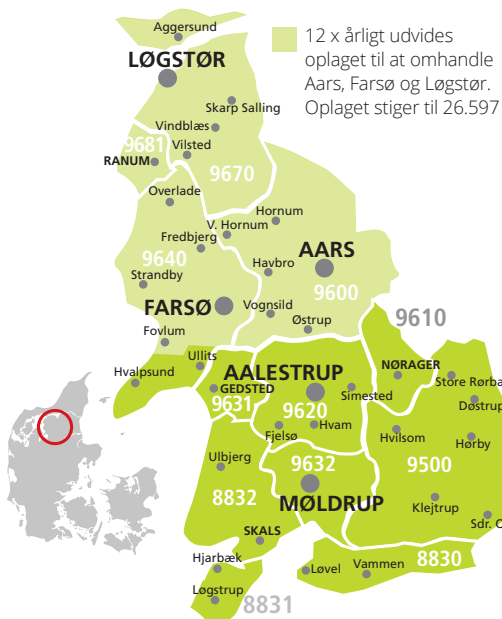 Aggersund
12 x årligt udvides
oplaget til at omhandle
Aars, Farsø og Løgstør.
Oplaget stiger til 26.597
LØGSTØR
Skarp Salling
Vindblæs
9681
Vilsted
RANUM
9670
Overlade
Hornum
V. Hornum
Fredbjerg
9640
AARS
Havbro
Strandby
9600
FARSØ
Vognsild
9610
Østrup
Fovlum
Ullits
NØRAGER
Hvalpsund
AALESTRUP
Store Rørbæ
GEDSTED
Simested
9631
9620
Døstrup
Fjelsø
Hvam
Hvilsom
Hørby
Ulbjerg
9632
9500
8832
MØLDRUP
Klejtrup
Sdr. O
SKALS
Hjarbæk
Løvel
Vammen
8830
Løgstrup
8831